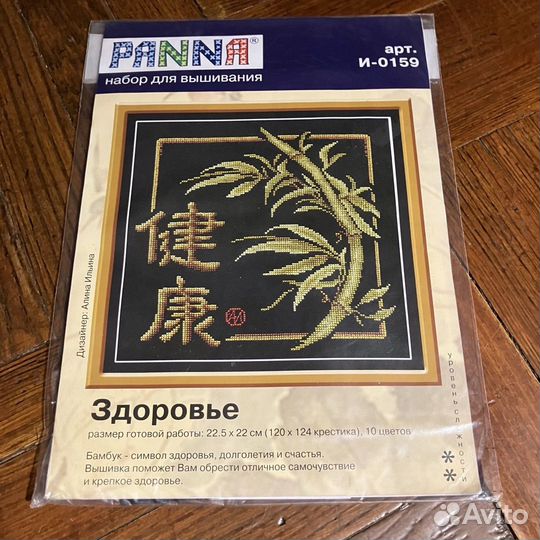 PANNA®
набор для вышивания
арт.
И-0159
健
康
Дизайнер: Алина Ильина
Здоровье
размер готовой работы: 22.5 x 22 см (120 x 124 крестика), 10 цветов
Бамбук - символ здоровья, долголетия и счастья.
Вышивка поможет Вам обрести отличное самочувствие
и крепкое здоровье.
уровень сложности
**
Avito